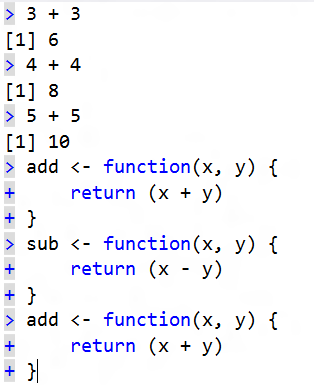 > 3 + 3
[1] 6
> 4 + 4
[1] 8
> 5 + 5
[1] 10
> add <- function(x, y) {
+     return (x + y)
+ }
> sub <- function(x, y) {
+     return (x - y)
+ }
> add <- function(x, y) {
+     return (x + y)
+ }